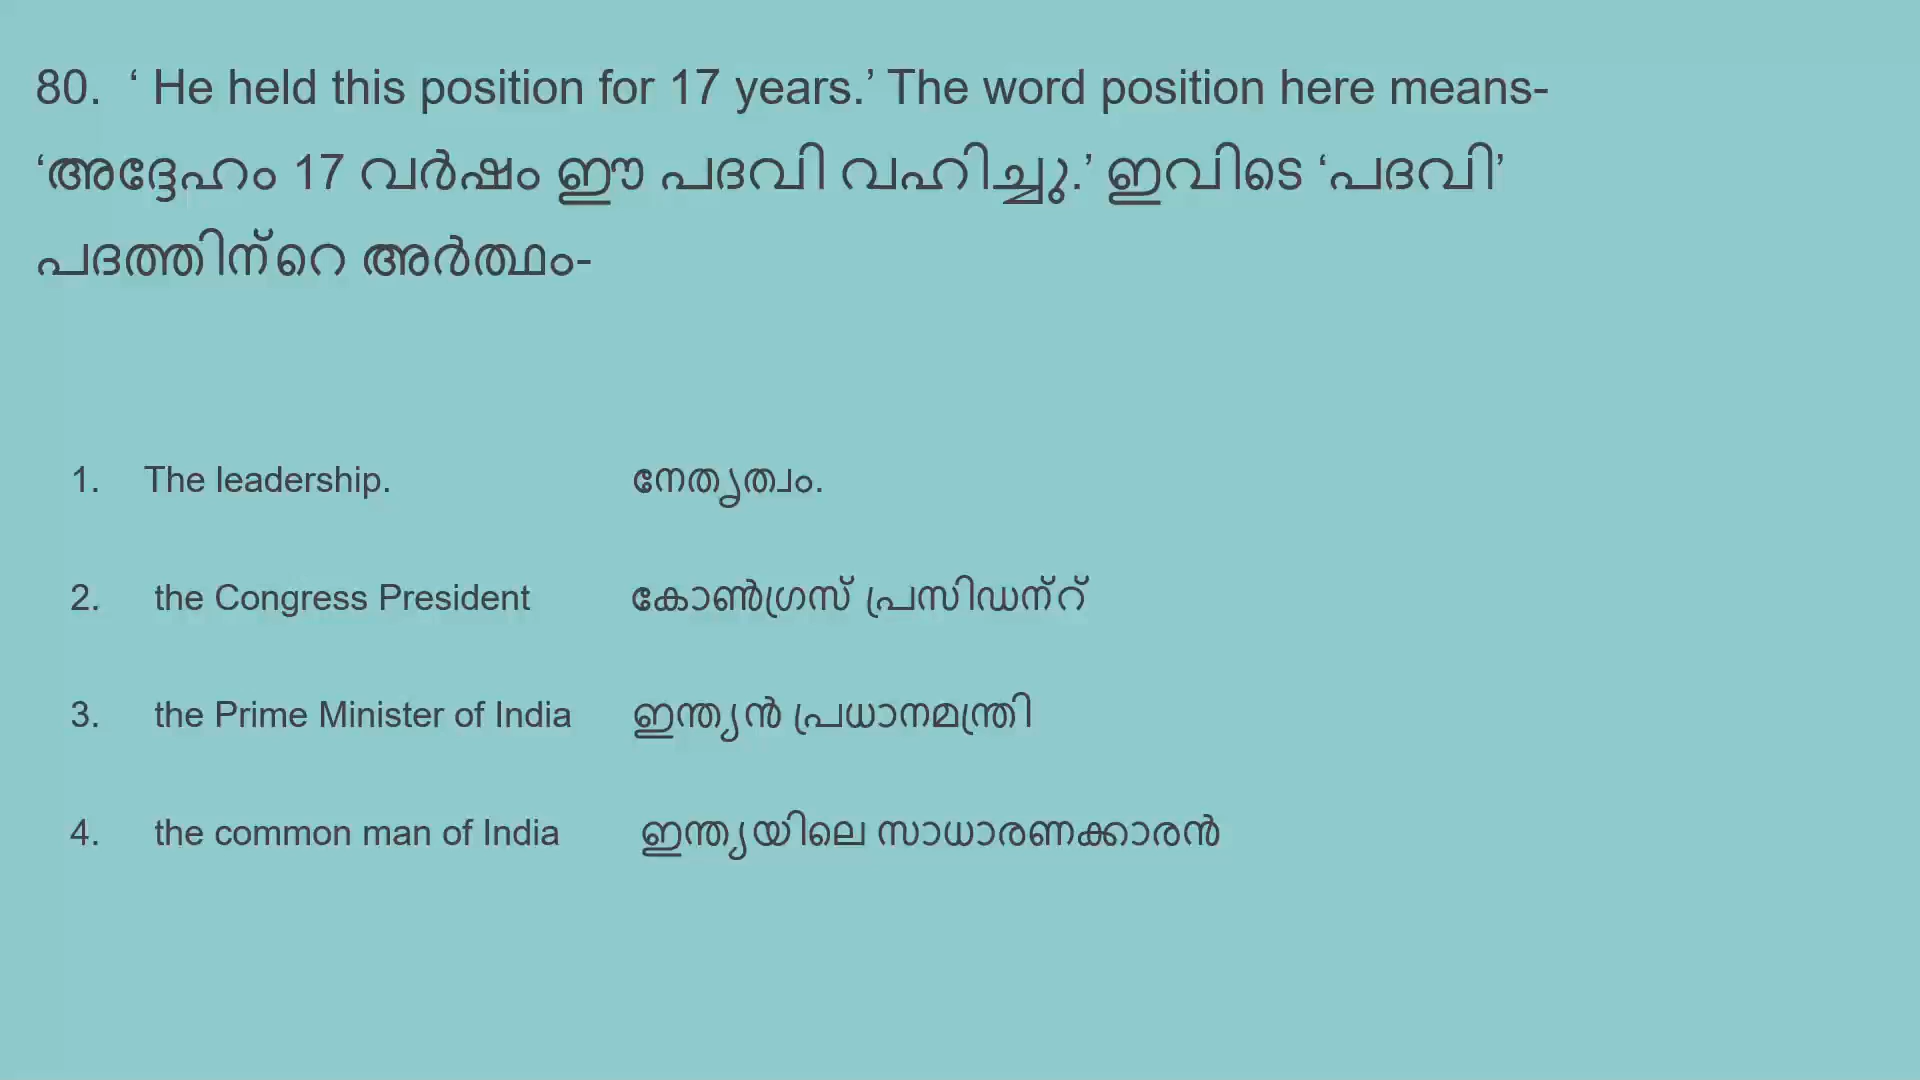 80. ‘ He held this position for 17 years.’ The word position here means-
‘അദ്ദേഹം 17 വർഷം ഈ പദവി വഹിച്ചു.’ ഇവിടെ ‘പദവി’
പദത്തിന്റെ അർത്ഥം-
1. The leadership. നേതൃത്വം.
2. the Congress President കോൺഗ്രസ് പ്രസിഡന്റ്
3. the Prime Minister of India ഇന്ത്യൻ പ്രധാനമന്ത്രി
4. the common man of India ഇന്ത്യയിലെ സാധാരണക്കാരൻ